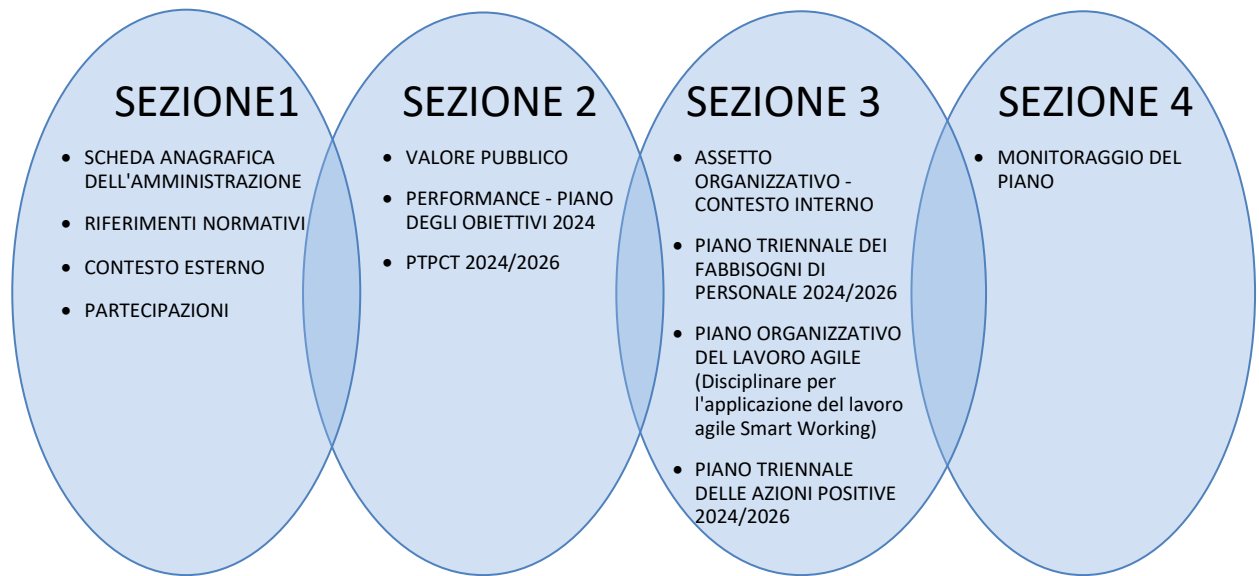 SEZIONE1
• SCHEDA ANAGRAFICA
DELL'AMMINISTRAZIONE
• RIFERIMENTI NORMATIVI
• CONTESTO ESTERNO
• PARTECIPAZIONI
SEZIONE 2
• VALORE PUBBLICO
• PERFORMANCE - PIANO
DEGLI OBIETTIVI 2024
• PTPCT 2024/2026
SEZIONE 3
• ASSETTO
ORGANIZZATIVO -
CONTESTO INTERNO
• PIANO TRIENNALE DEI
FABBISOGNI DI
PERSONALE 2024/2026
• PIANO ORGANIZZATIVO
DEL LAVORO AGILE
(Disciplinare per
l'applicazione del lavoro
agile Smart Working)
• PIANO TRIENNALE
DELLE AZIONI POSITIVE
2024/2026
SEZIONE 4
• MONITORAGGIO DEL
PIANO